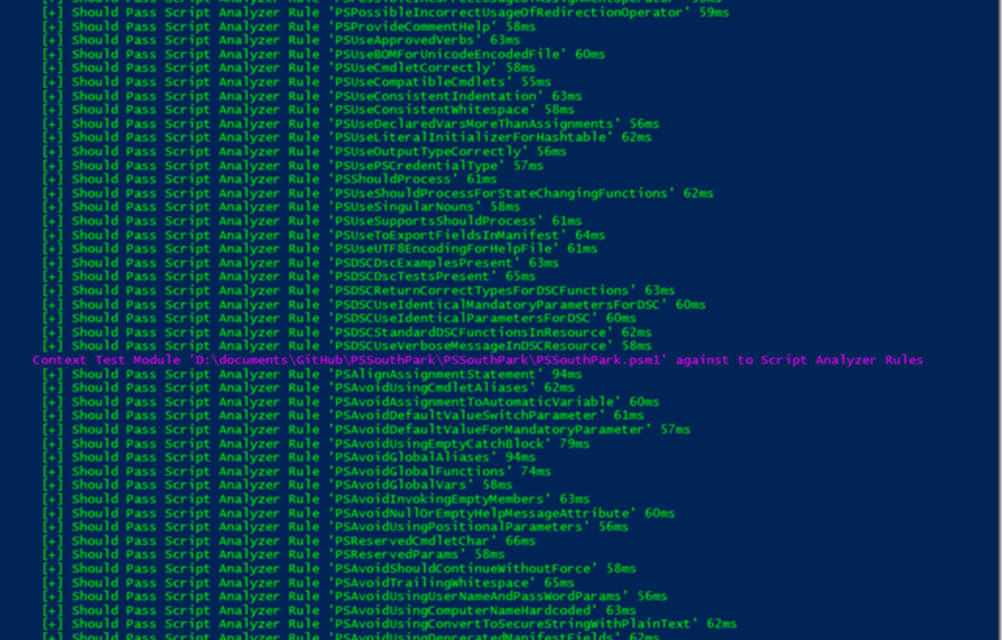 [+] Should Pass Script Analyzer Rule 'PSPossibleIncorrectUsageOfRedirectionOperator' 59ms
[+] Should Pass Script Analyzer Rule 'PSProvideCommentHelp' 58ms
[+] Should Pass Script Analyzer Rule 'PSUseApprovedVerbs' 63ms
[+] Should Pass Script Analyzer Rule 'PSUseBOMForUnicodeEncodedFile' 60ms
[+] Should Pass Script Analyzer Rule 'PSUseCmdletCorrectly' 58ms
[+] Should Pass Script Analyzer Rule 'PSUseCompatibleCmdlets' 55ms
[+] Should Pass Script Analyzer Rule 'PSUseConsistentIndentation' 63ms
[+] Should Pass Script Analyzer Rule 'PSUseConsistentWhitespace' 58ms
[+] Should Pass Script Analyzer Rule 'PSUseDeclaredVarsMoreThanAssignments' 56ms
[+] Should Pass Script Analyzer Rule 'PSUseLiteralInitializerForHashtable' 62ms
[+] Should Pass Script Analyzer Rule 'PSUseOutputTypeCorrectly' 56ms
[+] Should Pass Script Analyzer Rule 'PSUsePSCredentialType' 57ms
[+] Should Pass Script Analyzer Rule 'PSShouldProcess' 61ms
[+] Should Pass Script Analyzer Rule 'PSUseShouldProcessForStateChangingFunctions' 62ms
[+] Should Pass Script Analyzer Rule 'PSUseSingularNouns' 58ms
[+] Should Pass Script Analyzer Rule 'PSUseSupportsShouldProcess' 61ms
[+] Should Pass Script Analyzer Rule 'PSUseToExportFieldsInManifest' 64ms
[+] Should Pass Script Analyzer Rule 'PSUseUTF8EncodingForHelpFile' 61ms
[+] Should Pass Script Analyzer Rule 'PSDSCDscExamplesPresent' 63ms
[+] Should Pass Script Analyzer Rule 'PSDSCDscTestsPresent' 65ms
[+] Should Pass Script Analyzer Rule 'PSDSCReturnCorrectTypesForDSCFunctions' 63ms
[+] Should Pass Script Analyzer Rule 'PSDSCUseIdenticalMandatoryParametersForDSC' 60ms
[+] Should Pass Script Analyzer Rule 'PSDSCUseIdenticalParametersForDSC' 60ms
[+] Should Pass Script Analyzer Rule 'PSDSCStandardDSCFunctionsInResource' 62ms
[+] Should Pass Script Analyzer Rule 'PSDSCUseVerboseMessageInDSCResource' 58ms
Context Test Module 'D:\documents\GitHub\PSSouthPark\PSSouthPark\PSSouthPark.psm1' against to Script Analyzer Rules
[+] Should Pass Script Analyzer Rule 'PSAlignAssignmentStatement' 94ms
[+] Should Pass Script Analyzer Rule 'PSAvoidUsingCmdletAliases' 62ms
[+] Should Pass Script Analyzer Rule 'PSAvoidAssignmentToAutomaticVariable' 60ms
[+] Should Pass Script Analyzer Rule 'PSAvoidDefaultValueSwitchParameter' 61ms
[+] Should Pass Script Analyzer Rule 'PSAvoidDefaultValueForMandatoryParameter' 57ms
[+] Should Pass Script Analyzer Rule 'PSAvoidUsingEmptyCatchBlock' 79ms
[+] Should Pass Script Analyzer Rule 'PSAvoidGlobalAliases' 94ms
[+] Should Pass Script Analyzer Rule 'PSAvoidGlobalFunctions' 74ms
[+] Should Pass Script Analyzer Rule 'PSAvoidGlobalVars' 58ms
[+] Should Pass Script Analyzer Rule 'PSAvoidInvokingEmptyMembers' 63ms
[+] Should Pass Script Analyzer Rule 'PSAvoidNullOrEmptyHelpMessageAttribute' 60ms
[+] Should Pass Script Analyzer Rule 'PSAvoidUsingPositionalParameters' 56ms
[+] Should Pass Script Analyzer Rule 'PSReservedCmdletChar' 66ms
[+] Should Pass Script Analyzer Rule 'PSReservedParams' 58ms
[+] Should Pass Script Analyzer Rule 'PSAvoidShouldContinueWithoutForce' 58ms
[+] Should Pass Script Analyzer Rule 'PSAvoidTrailingWhitespace' 65ms
[+] Should Pass Script Analyzer Rule 'PSAvoidUsingUserNameAndPassWordParams' 56ms
[+] Should Pass Script Analyzer Rule 'PSAvoidUsingComputerNameHardcoded' 63ms
[+] Should Pass Script Analyzer Rule 'PSAvoidUsingConvertToSecureStringWithPlainText' 62ms
[+] Should Pass Script Analyzer Rule 'PSAvoidUsingDeprecatedManifestFields' 62ms